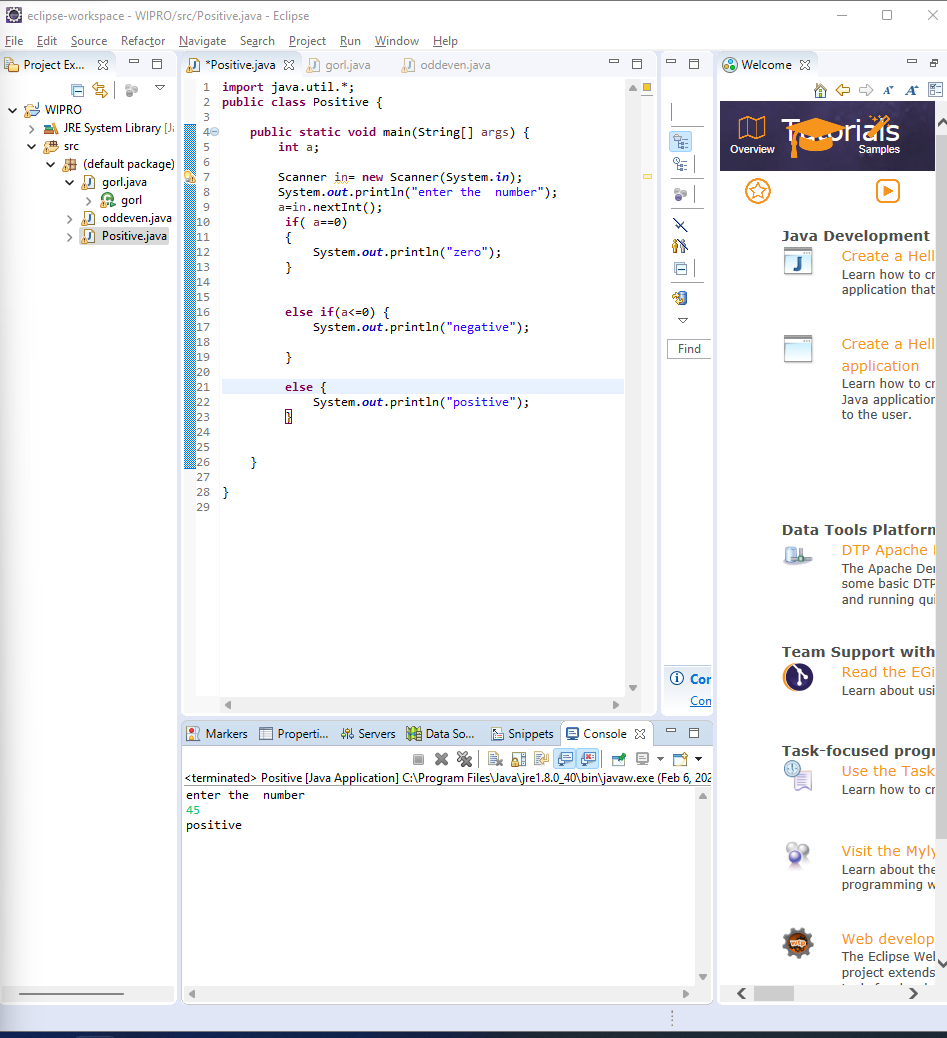 eclipse-workspace - WIPRO/src/Positive.java - Eclipse
File Edit Source Refactor Navigate Search Project Run Window Help
Project Ex...
WIPRO
JRE System Library [Ja
src
(default package)
gorl.java
gorl
oddeven.java
Positive.java
*Positive.java gorl.java oddeven.java
1 import java.util.*;
2 public class Positive {
3
4 public static void main(String[] args) {
5 int a;
6
7 Scanner in= new Scanner(System.in);
8 System.out.println("enter the  number");
9 a=in.nextInt();
10 if( a==0)
11 {
12 System.out.println("zero");
13 }
14
15
16 else if(a<=0) {
17 System.out.println("negative");
18
19 }
20
21 else {
22 System.out.println("positive");
23 }
24
25
26 }
27
28 }
29
Find
Cor
Con
Markers Properti... Servers Data So... Snippets Console
<terminated> Positive [Java Application] C:\Program Files\Java\jre1.8.0_40\bin\javaw.exe (Feb 6, 202
enter the  number
45
positive
Welcome
Tutorials
Overview
Samples
Java Development
Create a Hell
Learn how to cr
application that
Create a Hell
application
Learn how to cr
Java application
to the user.
Data Tools Platform
DTP Apache
The Apache Der
some basic DTP
and running qui
Team Support with
Read the EGi
Learn about usi
Task-focused progr
Use the Task
Learn how to cr
Visit the Myly
Learn about the
programming w
Web develop
The Eclipse Wel
project extends